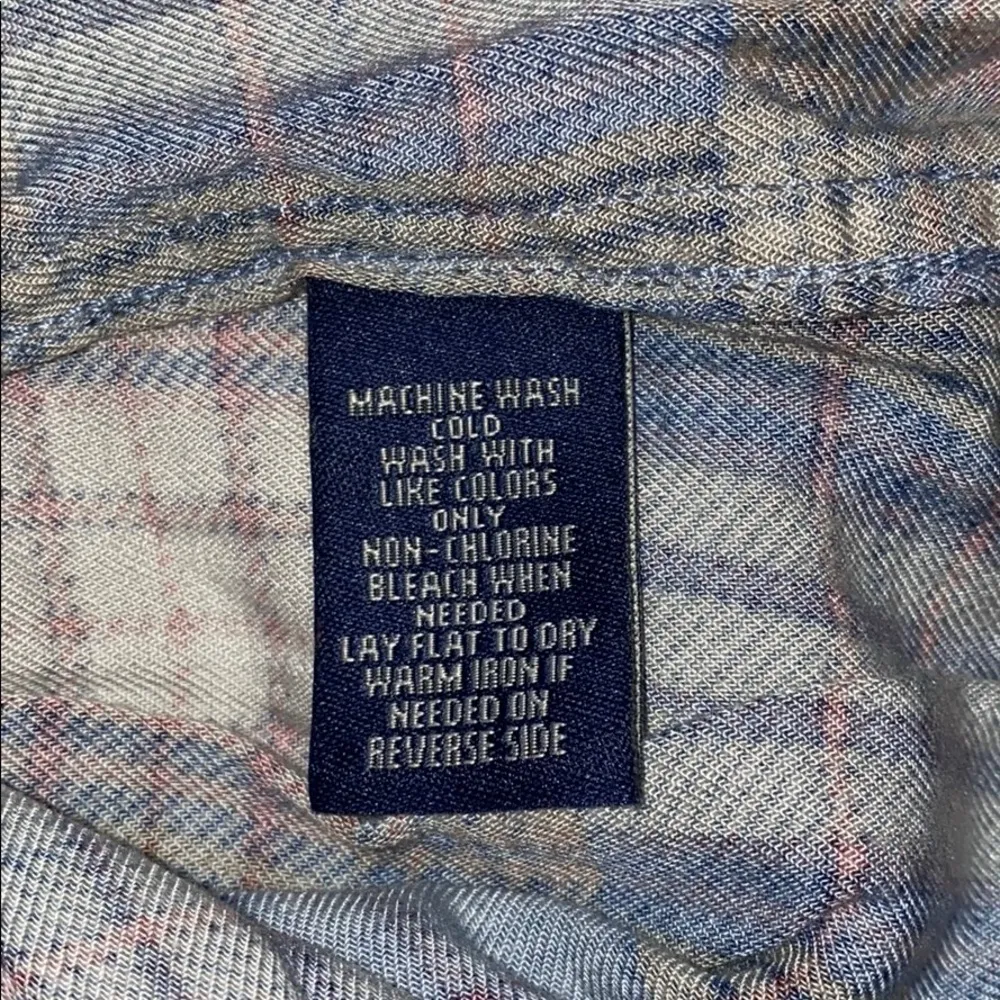 MACHINE WASH
COLD
WASH WITH
LIKE COLORS
ONLY
NON-CHLORINE
BLEACH WHEN
NEEDED
LAY FLAT TO DRY
WARM IRON IF
NEEDED ON
REVERSE SIDE